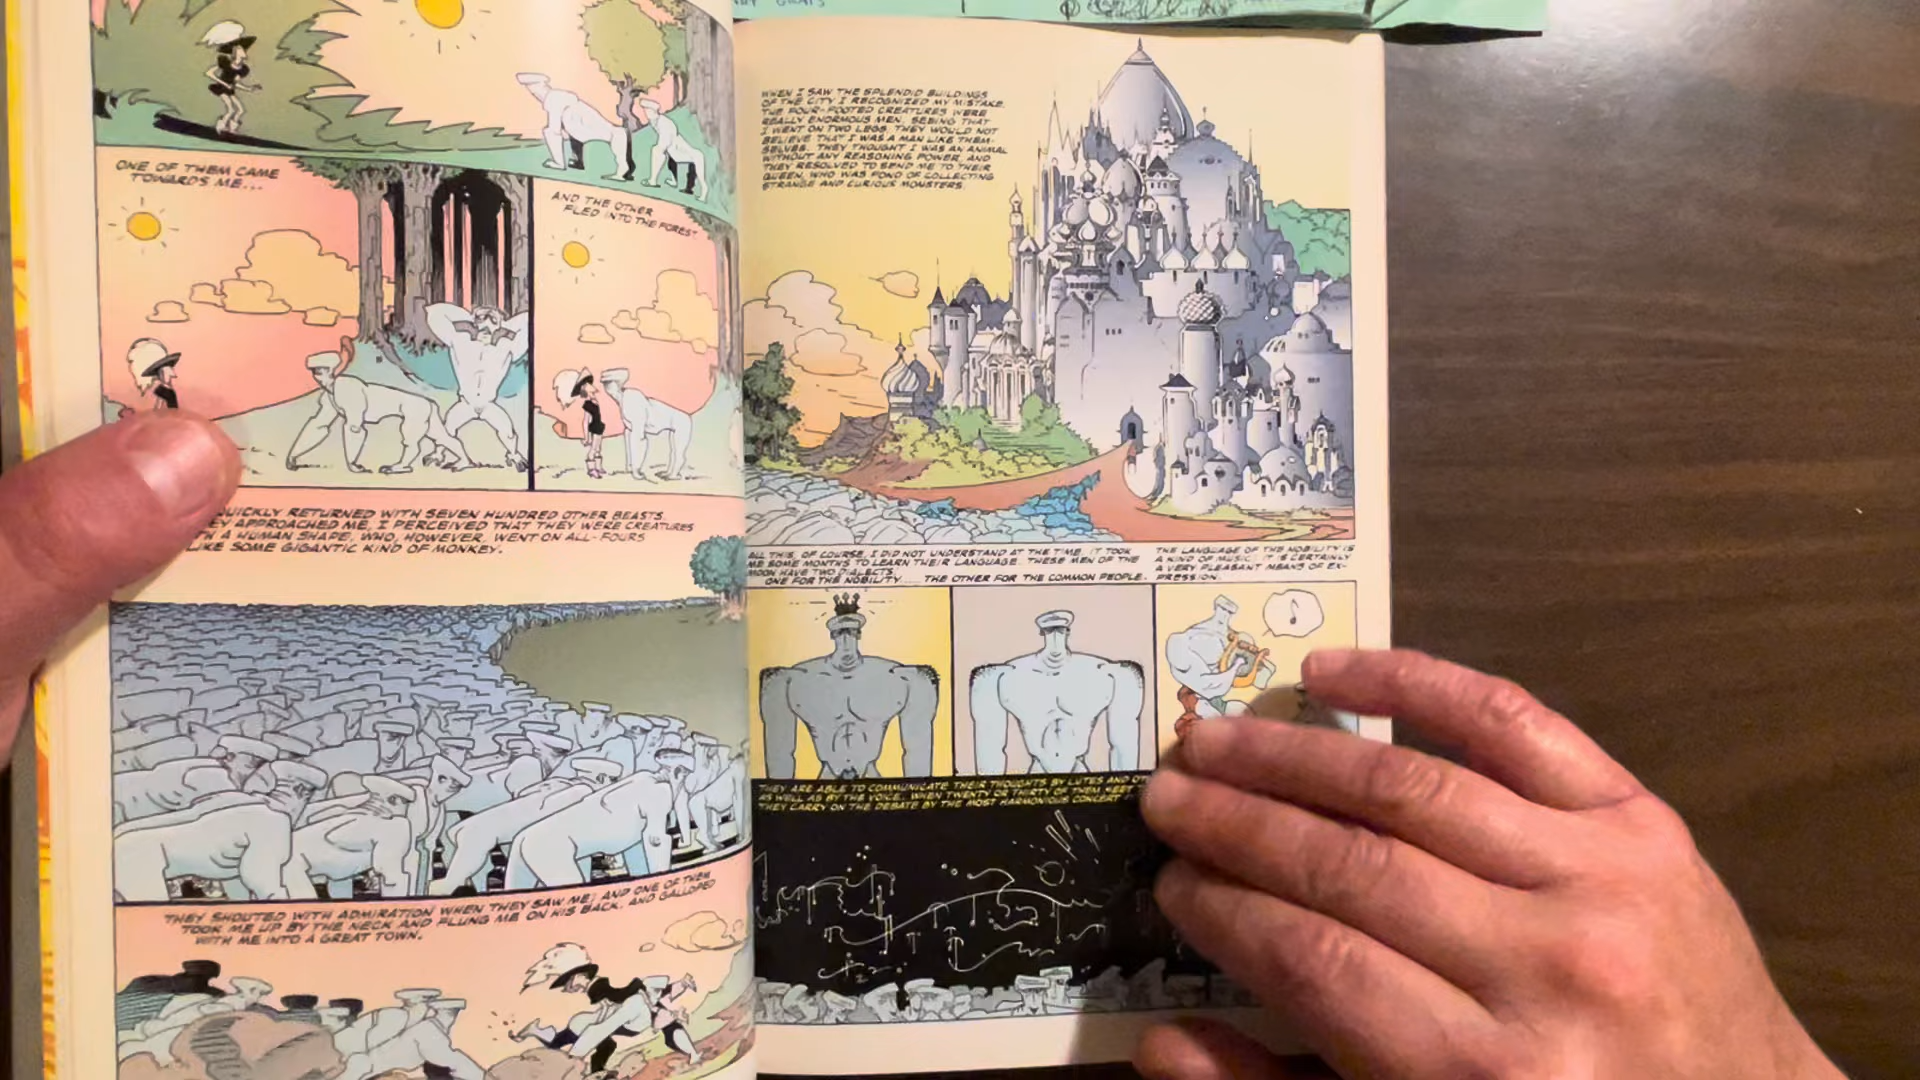 ONE OF THEM CAME
TOWARDS ME...
AND THE OTHER
FLED INTO THE FOREST.
QUICKLY RETURNED WITH SEVEN HUNDRED OTHER BEASTS.
EY APPROACHED ME, I PERCEIVED THAT THEY WERE CREATURES
TH A HUMAN SHAPE, WHO, HOWEVER, WENT ON ALL-FOURS
LIKE SOME GIGANTIC KIND OF MONKEY.
THEY SHOUTED WITH ADMIRATION WHEN THEY SAW ME; AND ONE OF THEM
TOOK ME UP BY THE NECK AND FLUNG ME ON HIS BACK, AND GALLOPED
WITH ME INTO A GREAT TOWN.
WHEN I SAW THE SPLENDID BUILDINGS
OF THE CITY I RECOGNIZED MY MISTAKE.
THE FOUR-FOOTED CREATURES WERE
REALLY ENORMOUS MEN. SEEING THAT
I WENT ON TWO LEGS, THEY WOULD NOT
BELIEVE THAT I WAS A MAN LIKE THEM-
SELVES. THEY THOUGHT I WAS AN ANIMAL
WITHOUT ANY REASONING POWER, AND
THEY RESOLVED TO SEND ME TO THEIR
QUEEN, WHO WAS FOND OF COLLECTING
STRANGE AND CURIOUS MONSTERS.
ALL THIS, OF COURSE, I DID NOT UNDERSTAND AT THE TIME. IT TOOK
ME SOME MONTHS TO LEARN THEIR LANGUAGE. THESE MEN OF THE
MOON HAVE TWO DIALECTS.
ONE FOR THE NOBILITY..... THE OTHER FOR THE COMMON PEOPLE.
THE LANGUAGE OF THE NOBILITY IS
A KIND OF MUSIC. IT IS CERTAINLY
A VERY PLEASANT MEANS OF EX-
PRESSION.
THEY ARE ABLE TO COMMUNICATE THEIR THOUGHTS BY LUTES AND OT
AS WELL AS BY THE VOICE. WHEN TWENTY OR THIRTY OF THEM MEET
THEY CARRY ON THE DEBATE BY THE MOST HARMONIOUS CONCERT